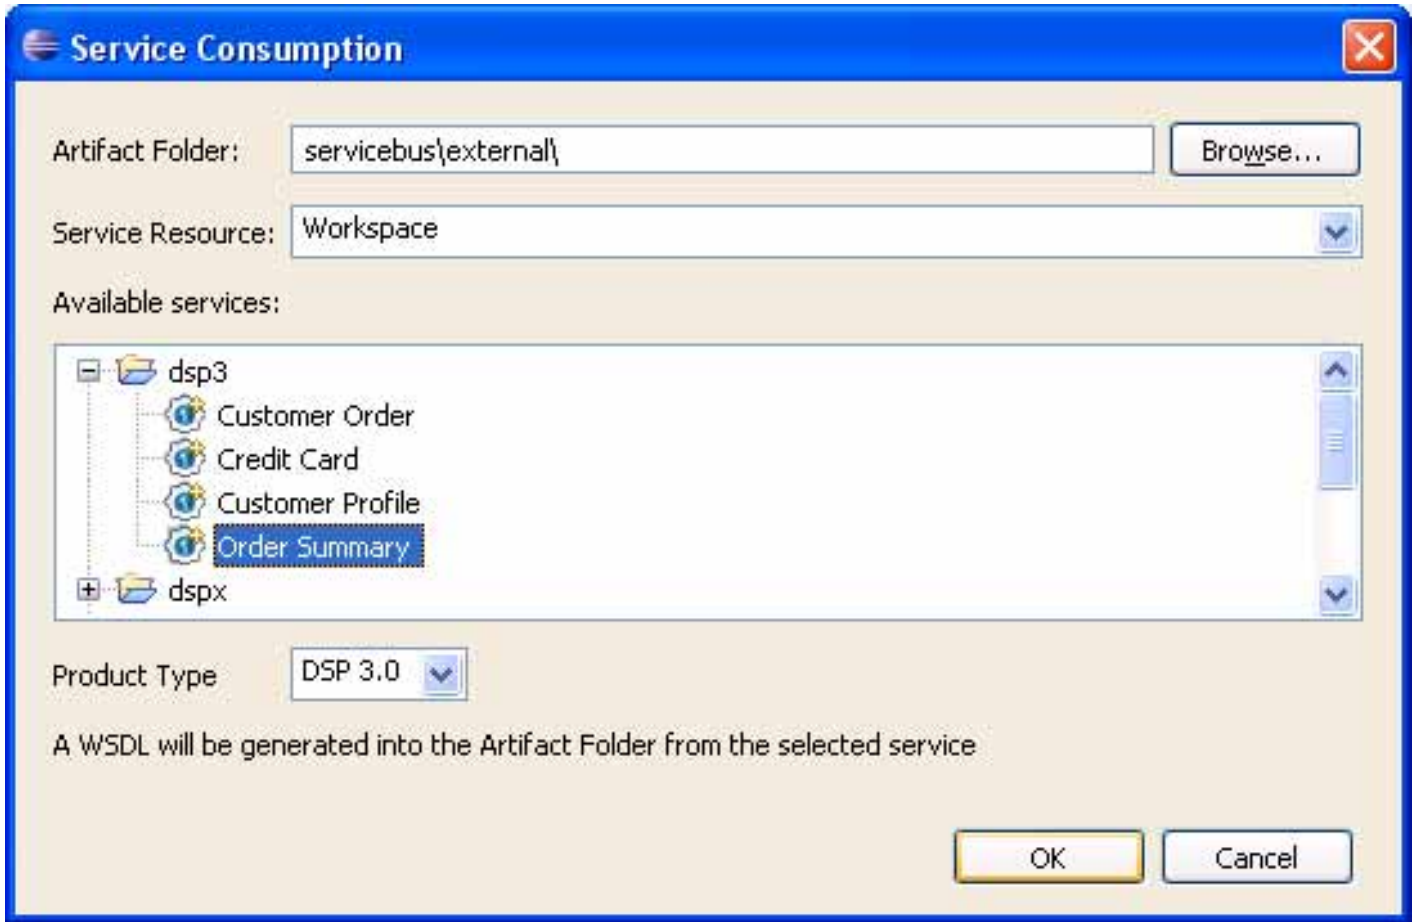 Service Consumption
Artifact Folder: servicebus\external\ Browse...
Service Resource: Workspace
Available services:
dsp3
Customer Order
Credit Card
Customer Profile
Order Summary
dspx
Product Type DSP 3.0
A WSDL will be generated into the Artifact Folder from the selected service
OK Cancel